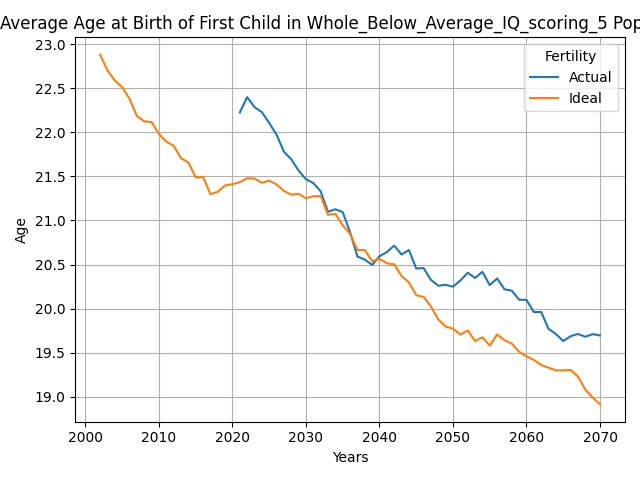 Average Age at Birth of First Child in Whole_Below_Average_IQ_scoring_5 Pop
Fertility
Actual
Ideal
23.0
22.5
22.0
21.5
21.0
20.5
20.0
19.5
19.0
Age
2000 2010 2020 2030 2040 2050 2060 2070
Years